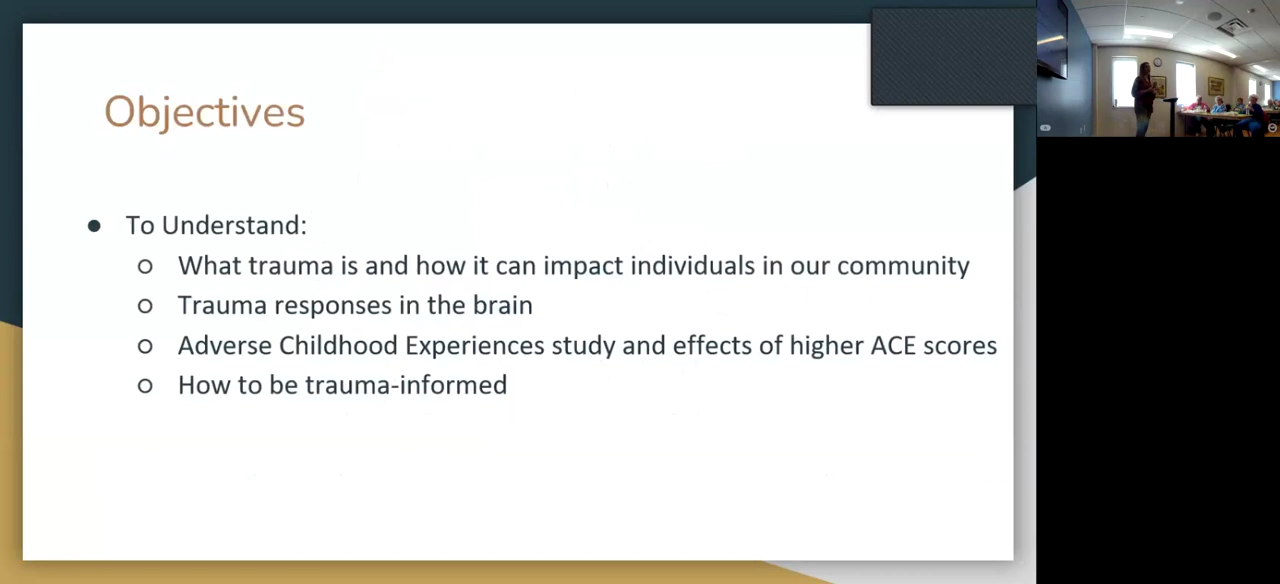 Objectives
● To Understand:
○ What trauma is and how it can impact individuals in our community
○ Trauma responses in the brain
○ Adverse Childhood Experiences study and effects of higher ACE scores
○ How to be trauma-informed